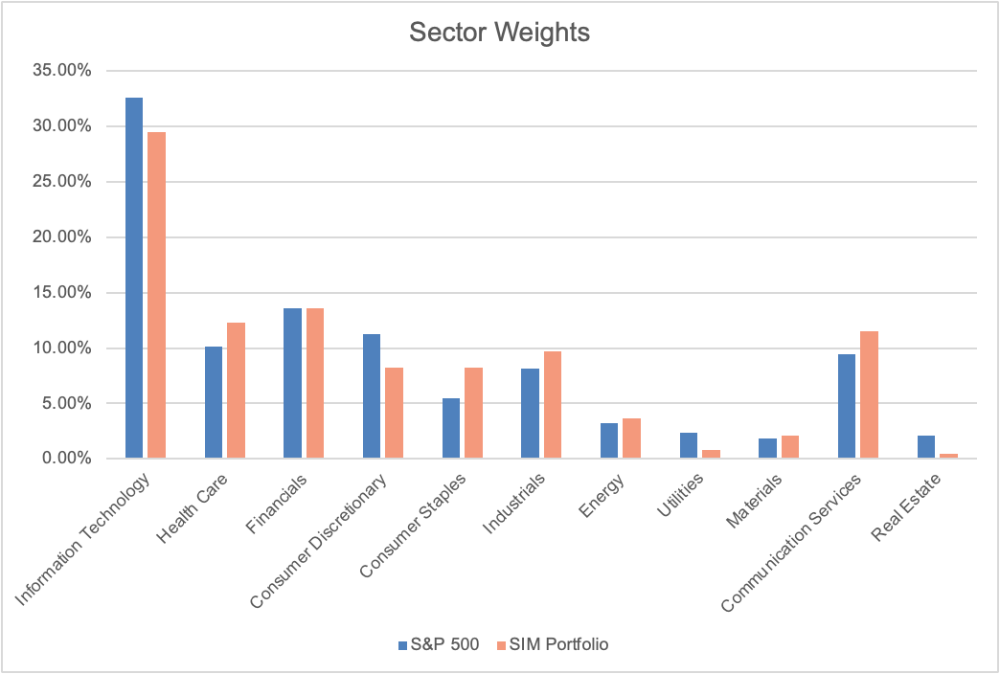 Sector Weights
35.00%
30.00%
25.00%
20.00%
15.00%
10.00%
5.00%
0.00%
Information Technology
Health Care
Financials
Consumer Discretionary
Consumer Staples
Industrials
Energy
Utilities
Materials
Communication Services
Real Estate
S&P 500
SIM Portfolio